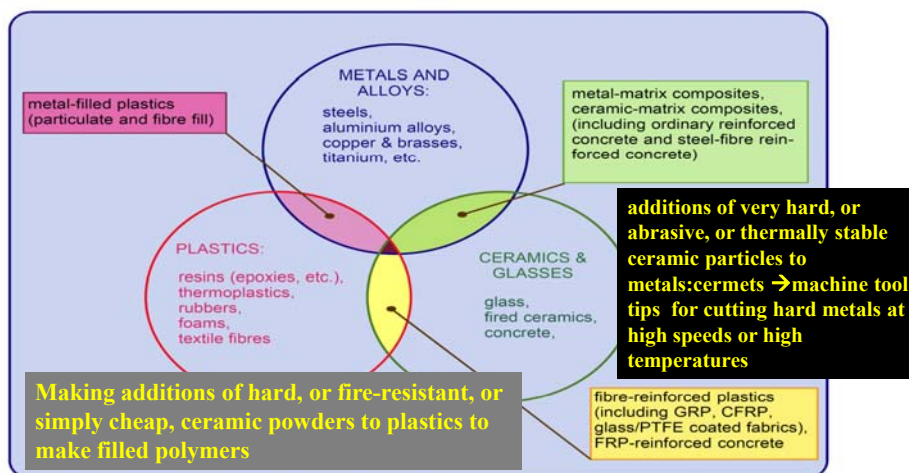 METALS AND
ALLOYS:
steels,
aluminium alloys,
copper & brasses,
titanium, etc.
metal-filled plastics
(particulate and fibre fill)
metal-matrix composites,
ceramic-matrix composites,
(including ordinary reinforced
concrete and steel-fibre rein-
forced concrete)
PLASTICS:
resins (epoxies, etc.),
thermoplastics,
rubbers,
foams,
textile fibres
CERAMICS &
GLASSES
glass,
fired ceramics,
concrete,
additions of very hard, or
abrasive, or thermally stable
ceramic particles to
metals:cermets →machine tool
tips for cutting hard metals at
high speeds or high
temperatures
Making additions of hard, or fire-resistant, or
simply cheap, ceramic powders to plastics to
make filled polymers
fibre-reinforced plastics
(including GRP, CFRP,
glass/PTFE coated fabrics),
FRP-reinforced concrete